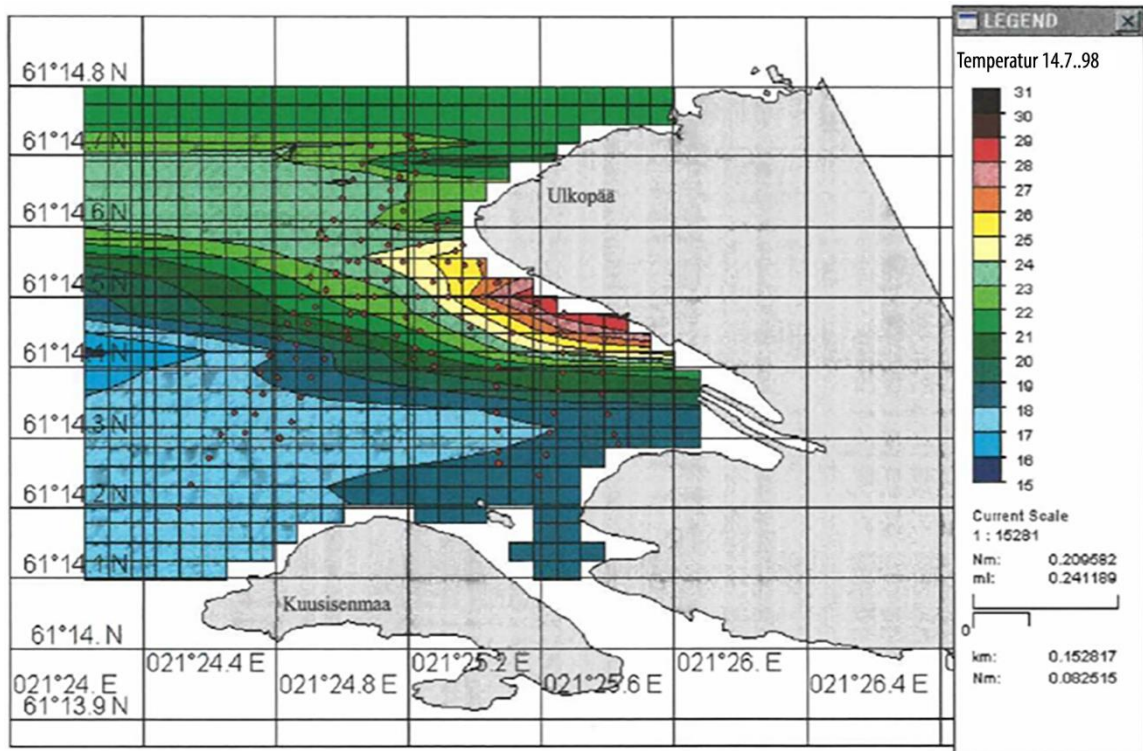 LEGEND
Temperatur 14.7..98
31
30
29
28
27
26
25
24
23
22
21
20
19
18
17
16
15
Current Scale
1 : 15281
Nm: 0.209582
ml: 0.241189
0
km: 0.152817
Nm: 0.082515
61°14.8 N
61°14.7 N
61°14.6 N
61°14.5 N
61°14.4 N
61°14.3 N
61°14.2 N
61°14.1 N
61°14. N
61°13.9 N
Ulkopää
Kuusisenmaa
021°24. E
021°24.4 E
021°24.8 E
021°25.2 E
021°25.6 E
021°26. E
021°26.4 E